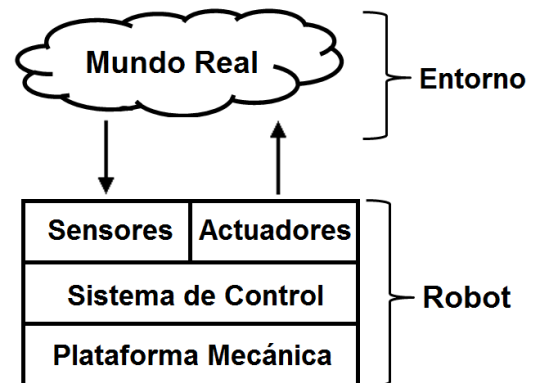 Mundo Real
Entorno
Sensores
Actuadores
Sistema de Control
Robot
Plataforma Mecánica